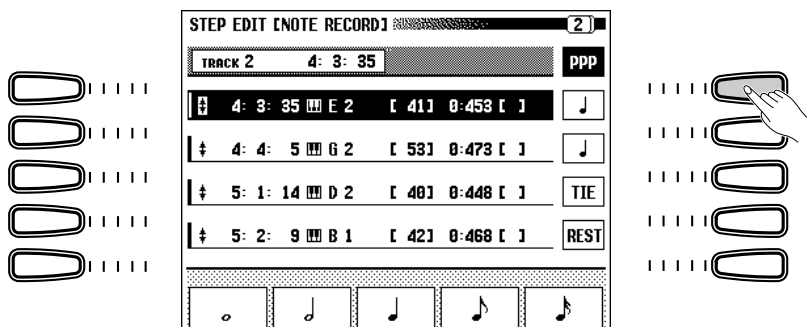 STEP EDIT [NOTE RECORD] 2
TRACK 2 4: 3: 35 PPP
4: 3: 35 E 2 [ 41] 0:453 [ ]
4: 4: 5 G 2 [ 53] 0:473 [ ]
5: 1: 14 D 2 [ 40] 0:448 [ ] TIE
5: 2: 9 B 1 [ 42] 0:468 [ ] REST